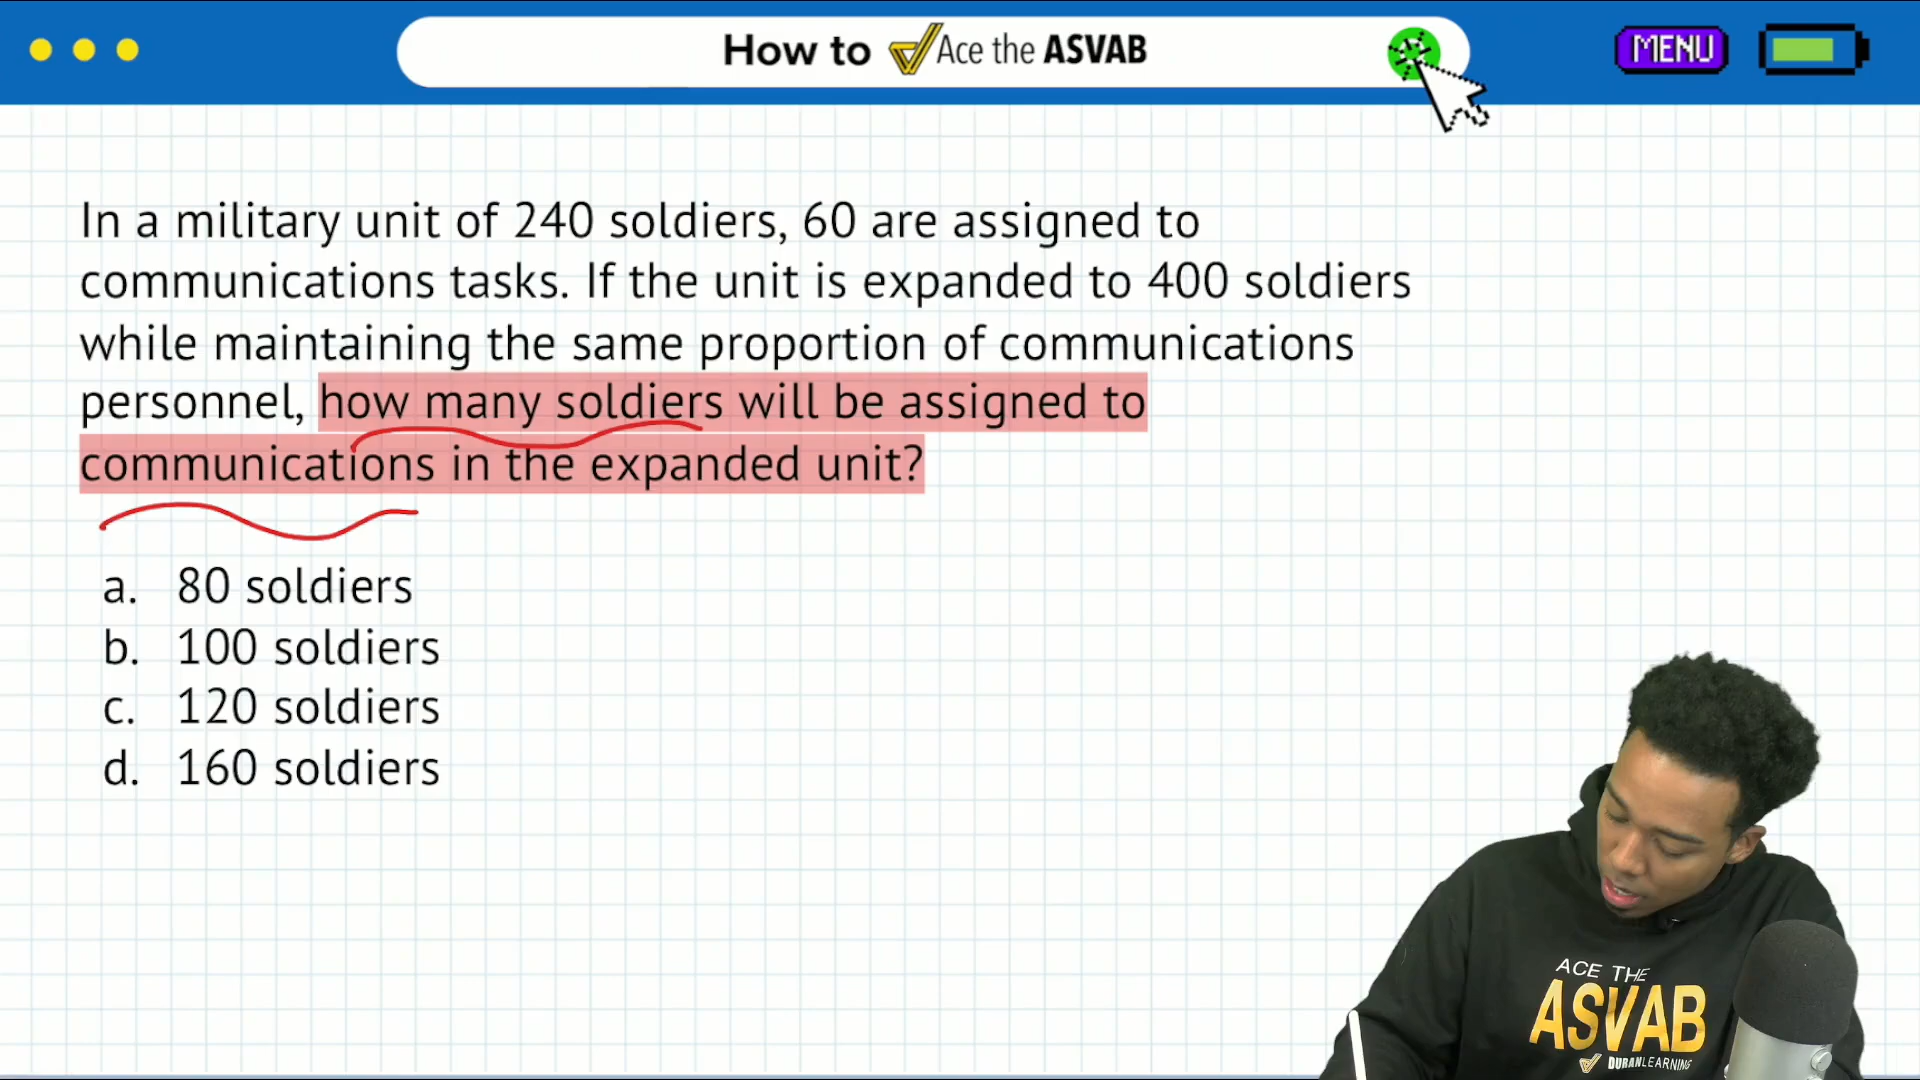 How to Ace the ASVAB
MENU
In a military unit of 240 soldiers, 60 are assigned to
communications tasks. If the unit is expanded to 400 soldiers
while maintaining the same proportion of communications
personnel, how many soldiers will be assigned to
communications in the expanded unit?
a. 80 soldiers
b. 100 soldiers
c. 120 soldiers
d. 160 soldiers
ACE THE
ASVAB
DURANLEARNING